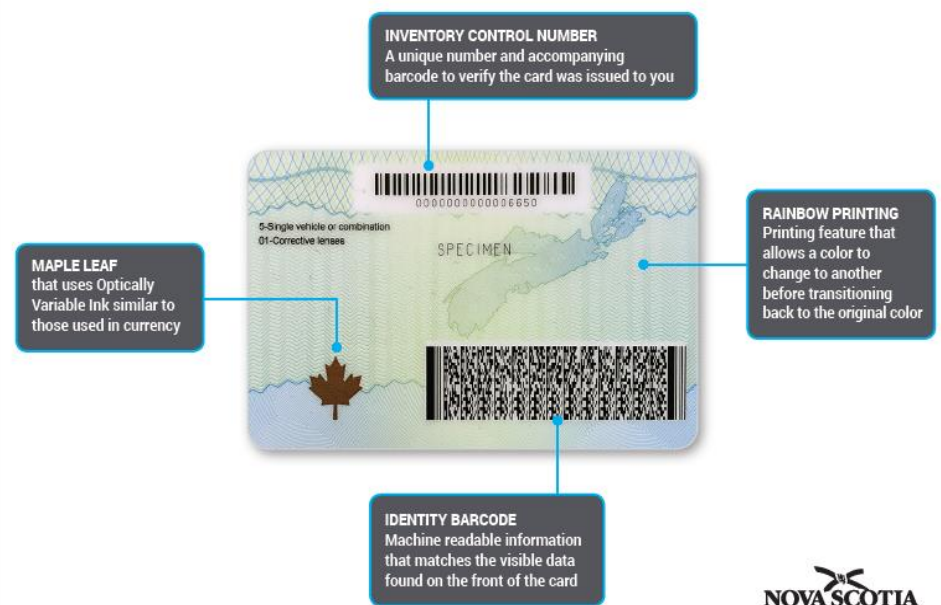 INVENTORY CONTROL NUMBER
A unique number and accompanying
barcode to verify the card was issued to you
0000000000006650
5-Single vehicle or combination
01-Corrective lenses
SPECIMEN
RAINBOW PRINTING
Printing feature that
allows a color to
change to another
before transitioning
back to the original color
MAPLE LEAF
that uses Optically
Variable Ink similar to
those used in currency
IDENTITY BARCODE
Machine readable information
that matches the visible data
found on the front of the card
NOVA SCOTIA